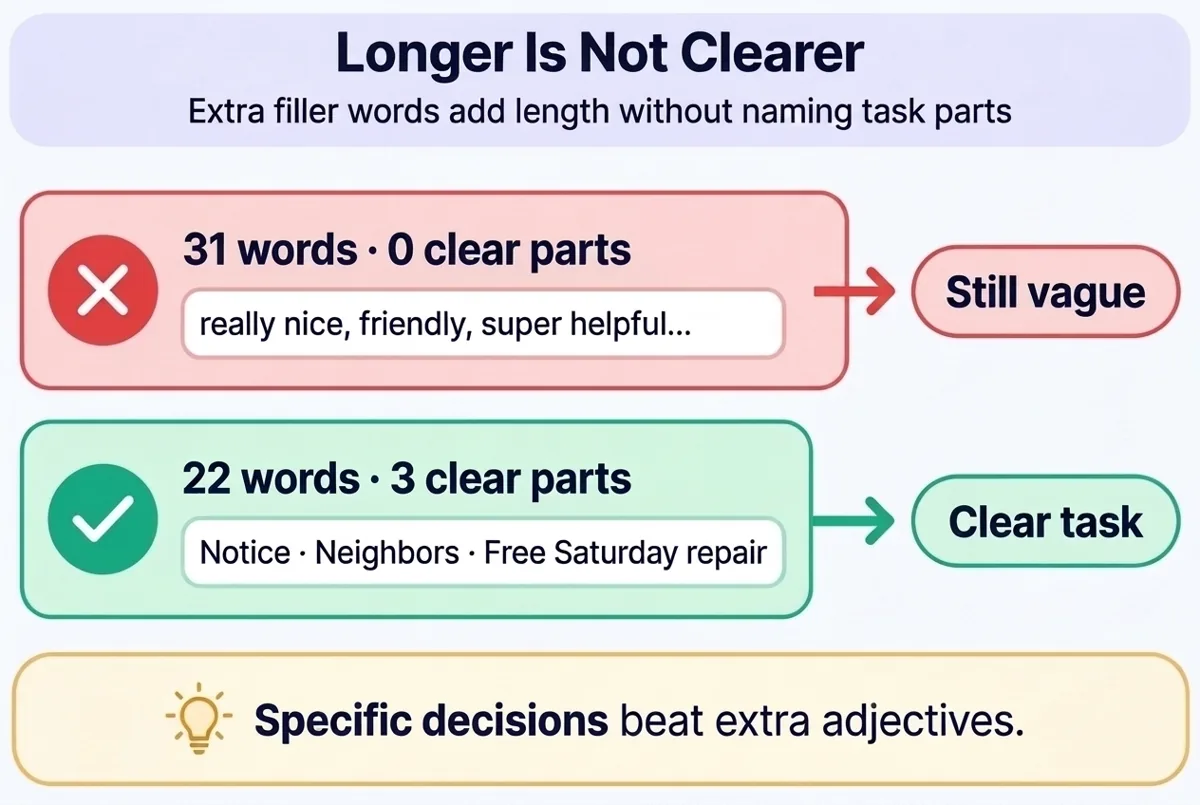 Longer Is Not Clearer
Extra filler words add length without naming task parts
31 words · 0 clear parts
really nice, friendly, super helpful...
Still vague
22 words · 3 clear parts
Notice · Neighbors · Free Saturday repair
Clear task
Specific decisions beat extra adjectives.